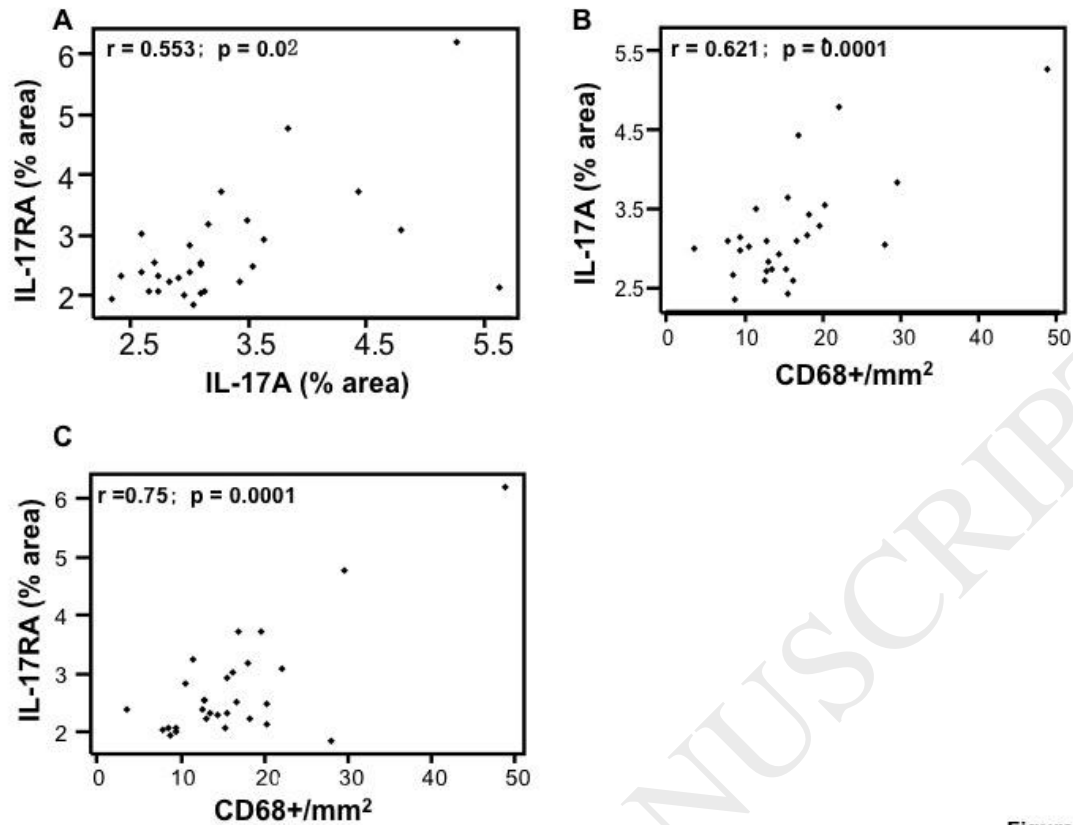 A
r = 0.553; p = 0.02
6
5
4
3
2
IL-17RA (% area)
2.5 3.5 4.5 5.5
IL-17A (% area)
B
r = 0.621; p = 0.0001
5.5
4.5
3.5
2.5
IL-17A (% area)
0 10 20 30 40 50
CD68+/mm²
C
r =0.75; p = 0.0001
6
5
4
3
2
IL-17RA (% area)
0 10 20 30 40 50
CD68+/mm²
NUSCRIPT